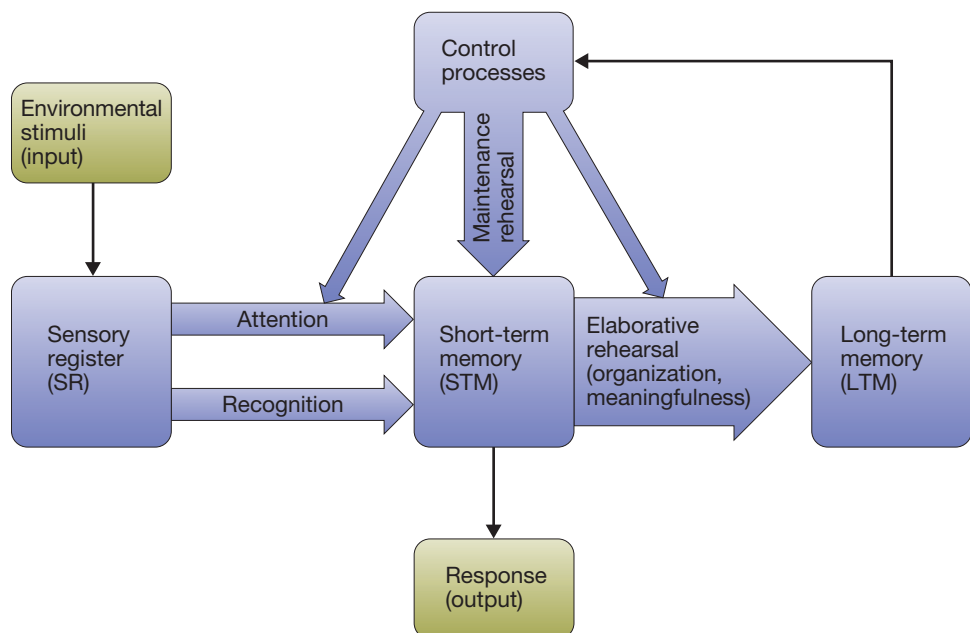 Control
processes
Environmental
stimuli
(input)
Maintenance
rehearsal
Sensory
register
(SR)
Attention
Recognition
Short-term
memory
(STM)
Elaborative
rehearsal
(organization,
meaningfulness)
Long-term
memory
(LTM)
Response
(output)